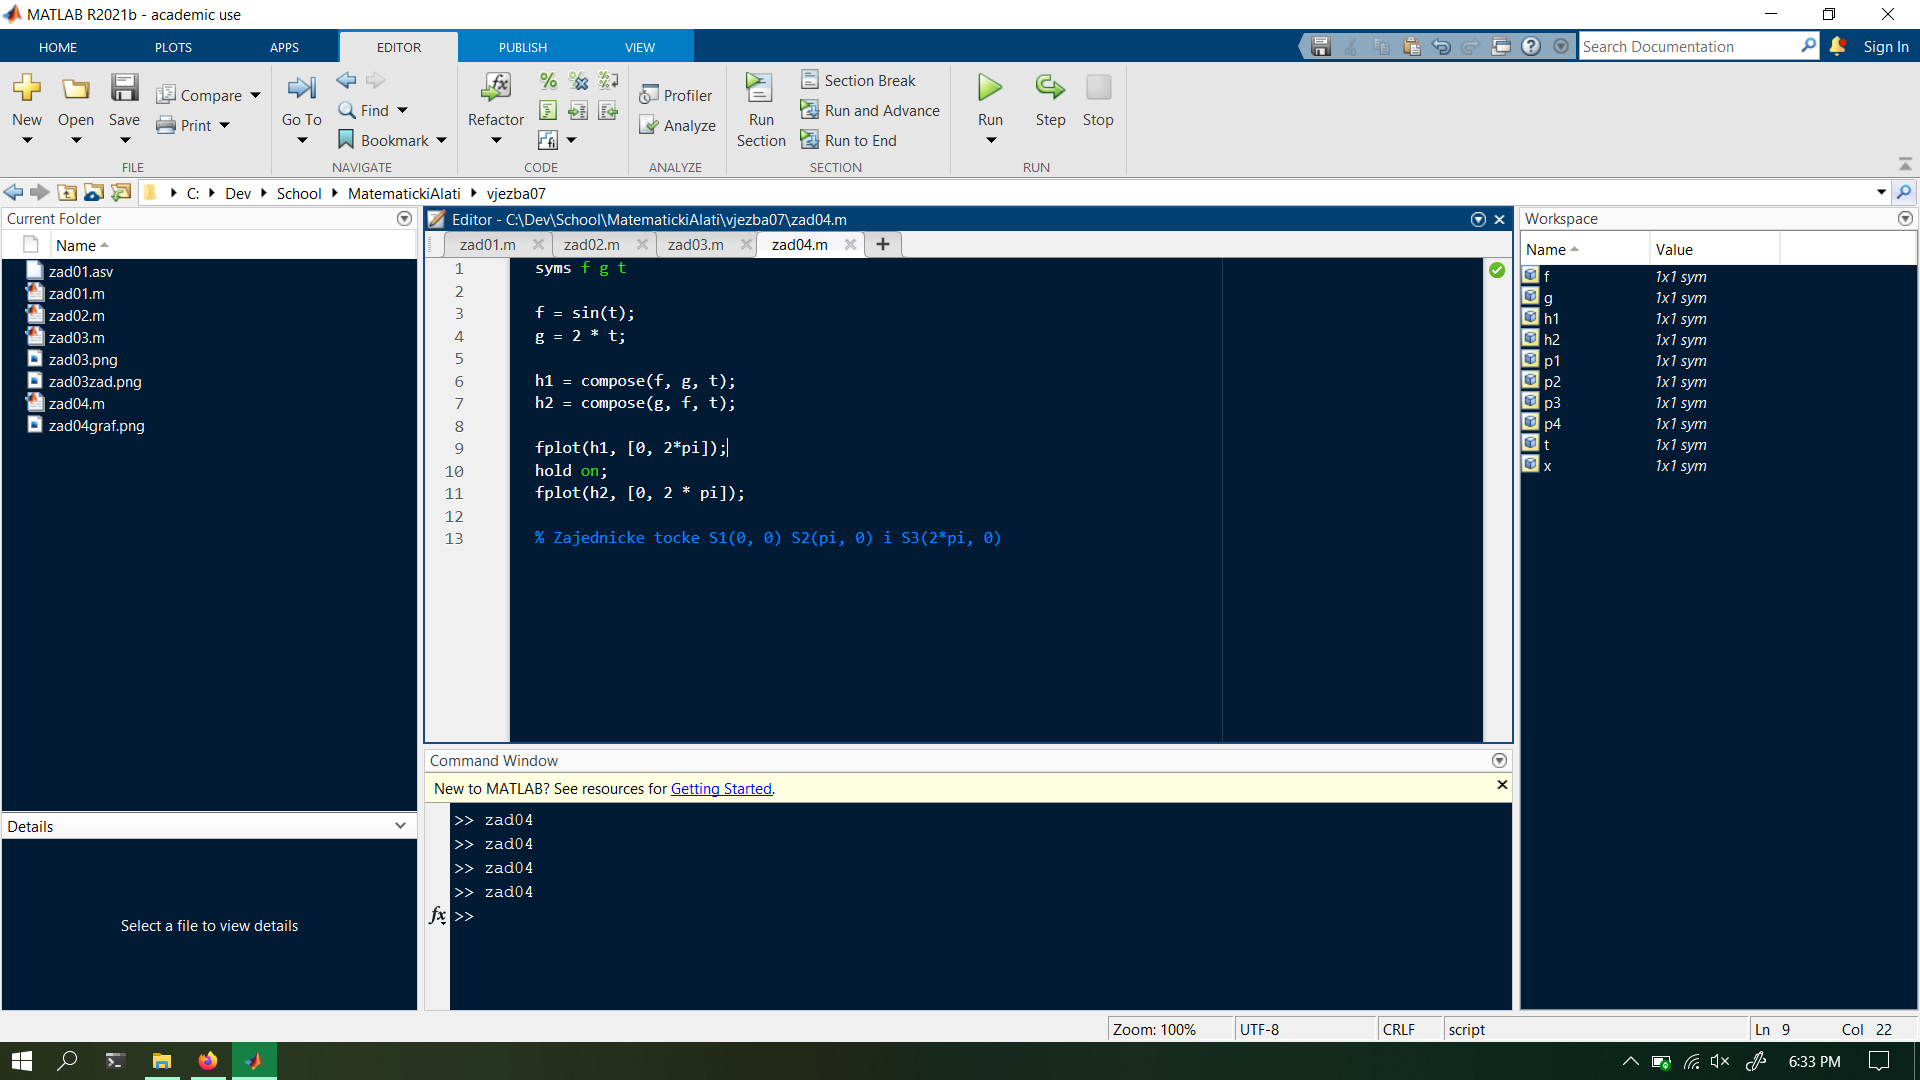 MATLAB R2021b - academic use
HOME PLOTS APPS EDITOR PUBLISH VIEW
Search Documentation
Sign In
New
Open
Save
Compare
Print
FILE
Go To
Find
Bookmark
NAVIGATE
Refactor
CODE
Profiler
Analyze
ANALYZE
Run
Section
Section Break
Run and Advance
Run to End
SECTION
Run
Step
Stop
RUN
C: Dev School MatematickiAlati vjezba07
Current Folder
Name
zad01.asv
zad01.m
zad02.m
zad03.m
zad03.png
zad03zad.png
zad04.m
zad04graf.png
Details
Select a file to view details
Editor - C:\Dev\School\MatematickiAlati\vjezba07\zad04.m
zad01.m zad02.m zad03.m zad04.m
1 syms f g t
2
3 f = sin(t);
4 g = 2 * t;
5
6 h1 = compose(f, g, t);
7 h2 = compose(g, f, t);
8
9 fplot(h1, [0, 2*pi]);
10 hold on;
11 fplot(h2, [0, 2 * pi]);
12
13 % Zajednicke tocke S1(0, 0) S2(pi, 0) i S3(2*pi, 0)
Command Window
New to MATLAB? See resources for Getting Started.
>> zad04
>> zad04
>> zad04
>> zad04
fx >>
Workspace
Name Value
f 1x1 sym
g 1x1 sym
h1 1x1 sym
h2 1x1 sym
p1 1x1 sym
p2 1x1 sym
p3 1x1 sym
p4 1x1 sym
t 1x1 sym
x 1x1 sym
Zoom: 100% UTF-8 CRLF script Ln 9 Col 22
6:33 PM